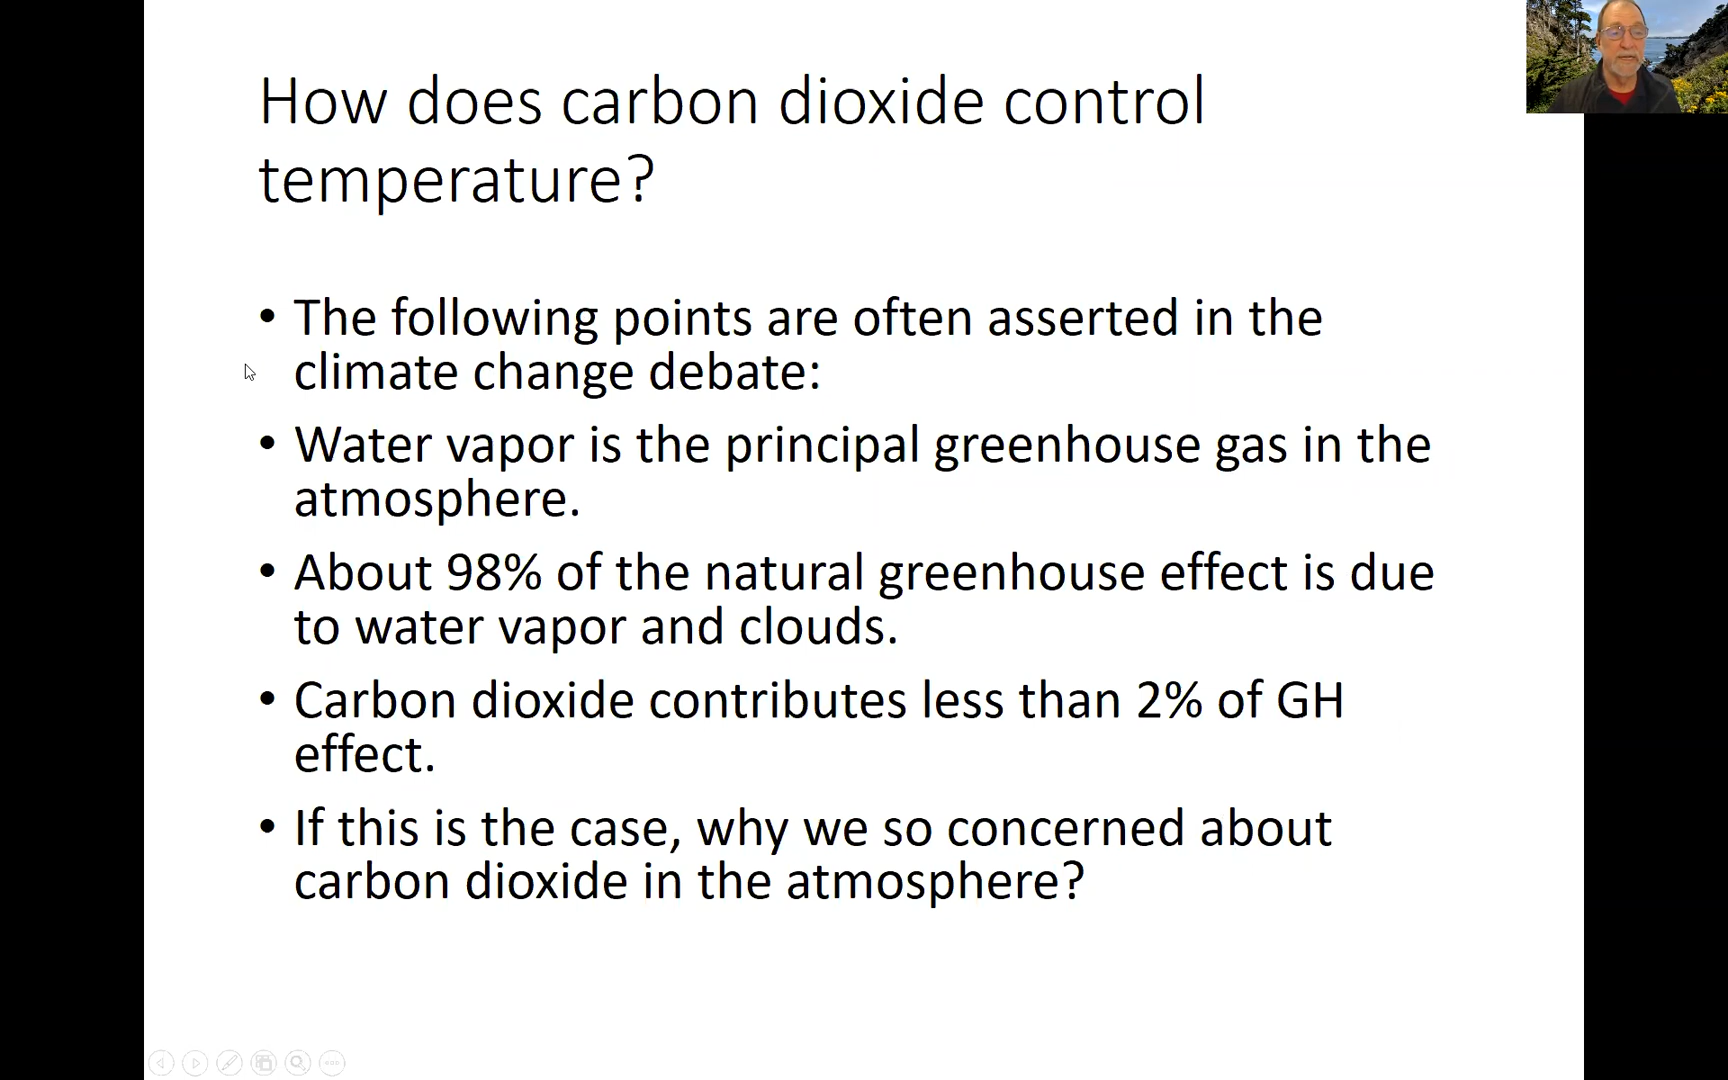 How does carbon dioxide control
temperature?
• The following points are often asserted in the
climate change debate:
• Water vapor is the principal greenhouse gas in the
atmosphere.
• About 98% of the natural greenhouse effect is due
to water vapor and clouds.
• Carbon dioxide contributes less than 2% of GH
effect.
• If this is the case, why we so concerned about
carbon dioxide in the atmosphere?